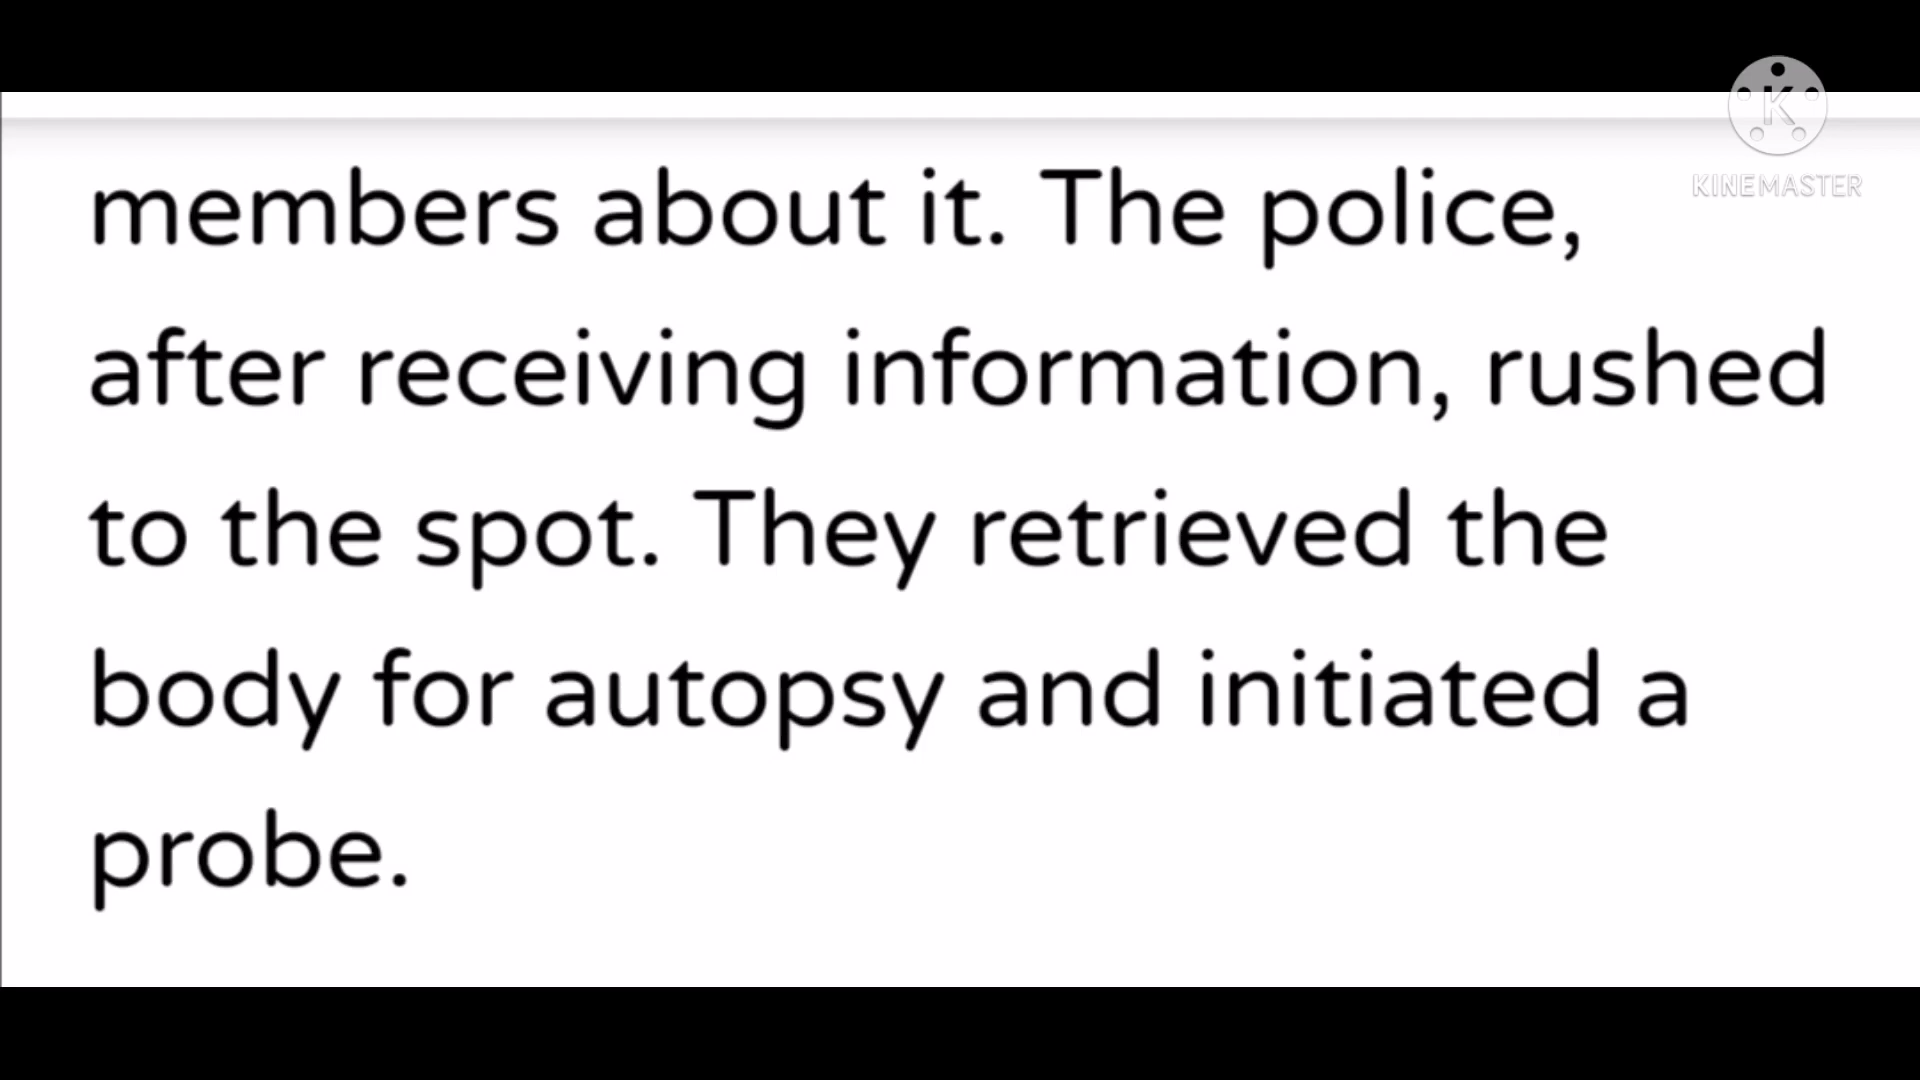 K
KINEMASTER
members about it. The police,
after receiving information, rushed
to the spot. They retrieved the
body for autopsy and initiated a
probe.